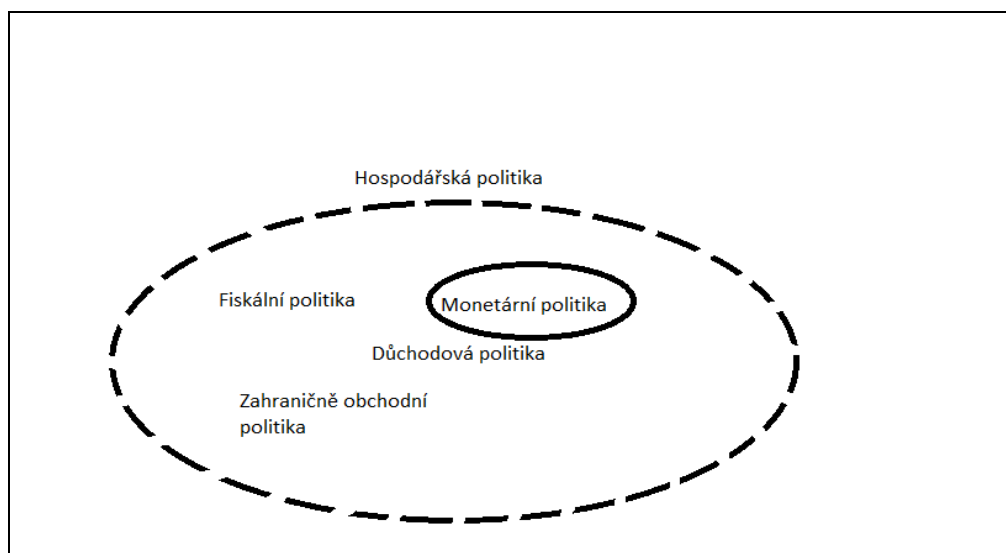 Hospodářská politika
Fiskální politika
Monetární politika
Důchodová politika
Zahraničně obchodní
politika